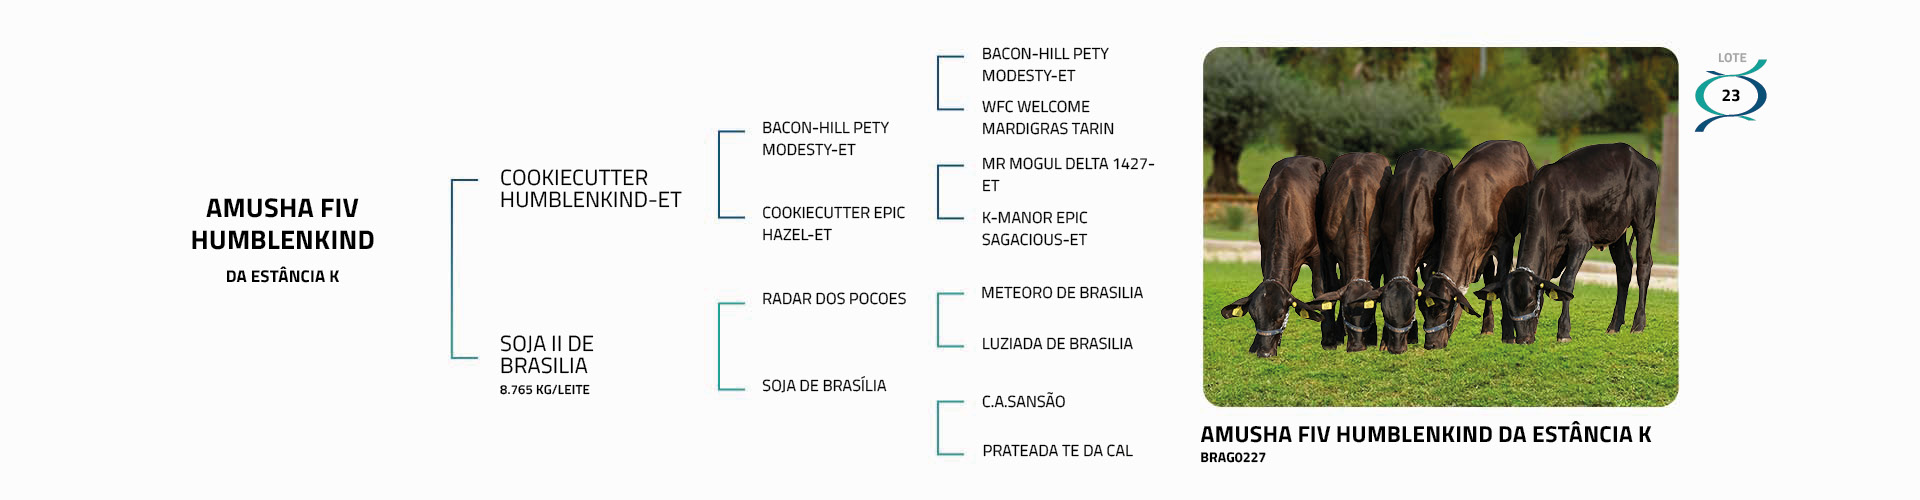 AMUSHA FIV
HUMBLENKIND
DA ESTÂNCIA K
COOKIECUTTER
HUMBLENKIND-ET
SOJA II DE
BRASILIA
8.765 KG/LEITE
BACON-HILL PETY
MODESTY-ET
COOKIECUTTER EPIC
HAZEL-ET
RADAR DOS POCOES
SOJA DE BRASÍLIA
BACON-HILL PETY
MODESTY-ET
WFC WELCOME
MARDIGRAS TARIN
MR MOGUL DELTA 1427-
ET
K-MANOR EPIC
SAGACIOUS-ET
METEORO DE BRASILIA
LUZIADA DE BRASILIA
C.A.SANSÃO
PRATEADA TE DA CAL
LOTE
23
AMUSHA FIV HUMBLENKIND DA ESTÂNCIA K
BRAG0227